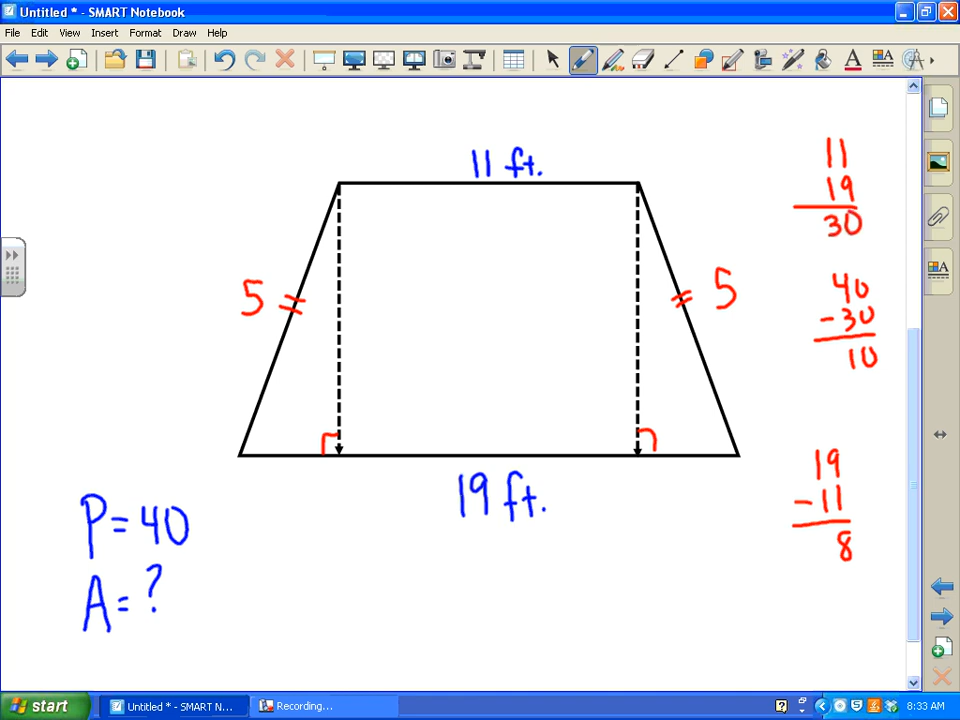 Untitled * - SMART Notebook
File Edit View Insert Format Draw Help
11 ft.
5
5
19 ft.
P = 40
A = ?
11
19
30
40
- 30
10
19
- 11
8
start
Untitled * - SMART N...
Recording...
8:33 AM